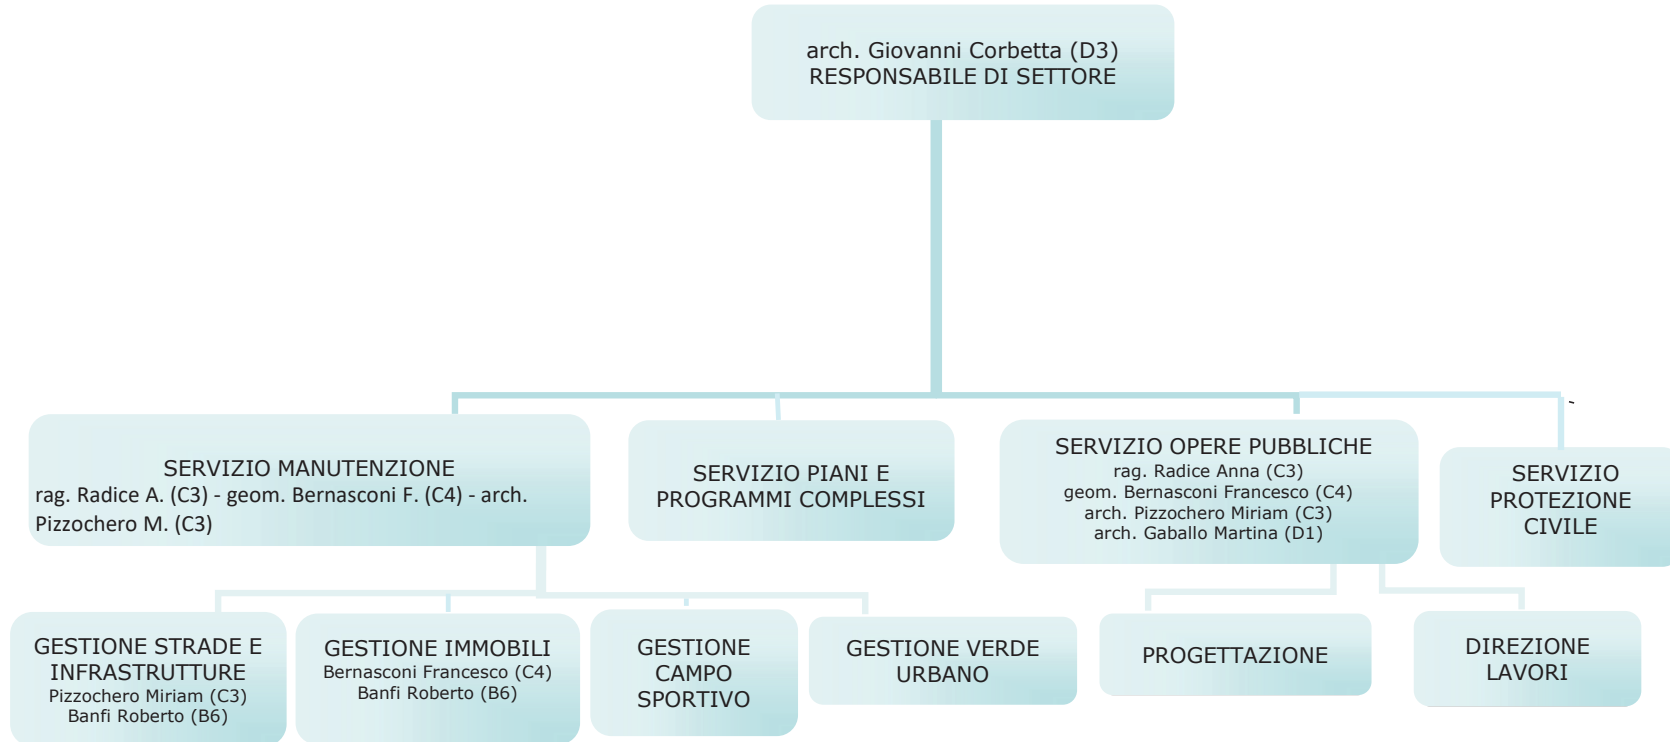 arch. Giovanni Corbetta (D3)
RESPONSABILE DI SETTORE
SERVIZIO MANUTENZIONE
rag. Radice A. (C3) - geom. Bernasconi F. (C4) - arch.
Pizzochero M. (C3)
SERVIZIO PIANI E
PROGRAMMI COMPLESSI
SERVIZIO OPERE PUBBLICHE
rag. Radice Anna (C3)
geom. Bernasconi Francesco (C4)
arch. Pizzochero Miriam (C3)
arch. Gaballo Martina (D1)
SERVIZIO
PROTEZIONE
CIVILE
GESTIONE STRADE E
INFRASTRUTTURE
Pizzochero Miriam (C3)
Banfi Roberto (B6)
GESTIONE IMMOBILI
Bernasconi Francesco (C4)
Banfi Roberto (B6)
GESTIONE
CAMPO
SPORTIVO
GESTIONE VERDE
URBANO
PROGETTAZIONE
DIREZIONE
LAVORI